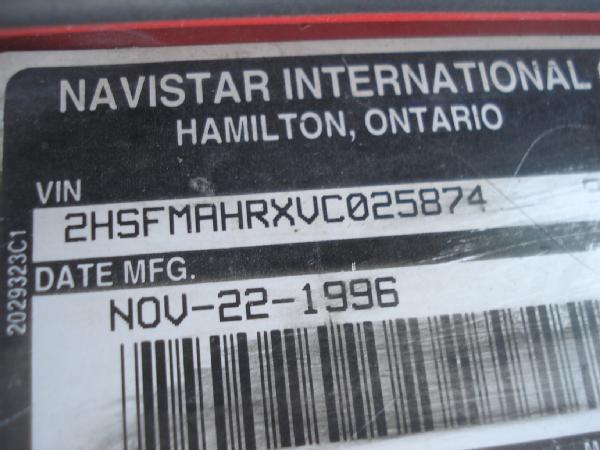 NAVISTAR INTERNATIONAL
HAMILTON, ONTARIO
VIN
2HSFMAHRXVC025874
DATE MFG.
NOV-22-1996
2029323C1